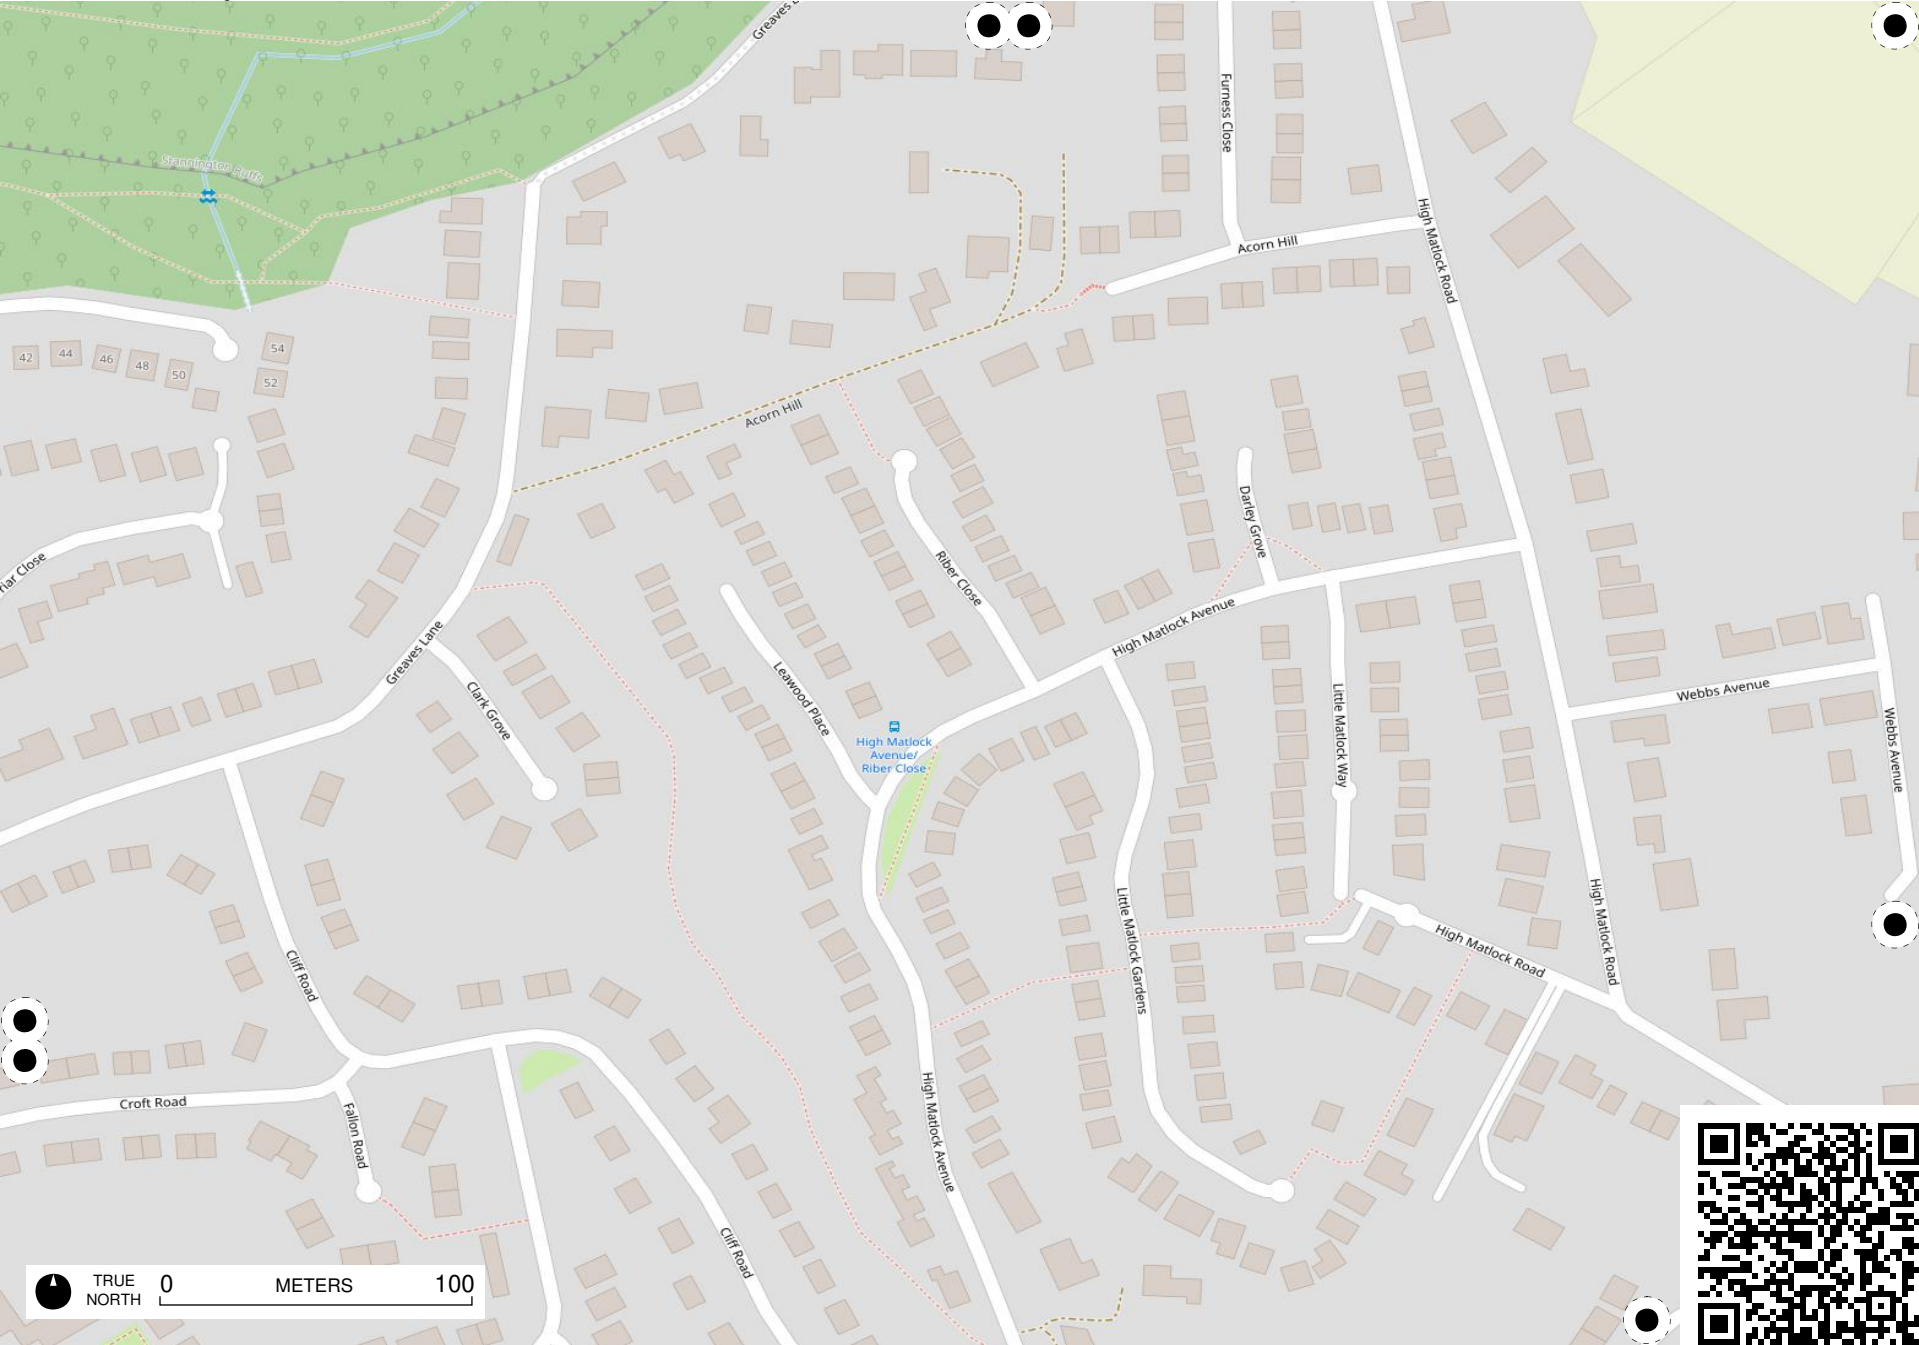 Greaves L
Furness Close
Stannington Ruffs
High Matlock Road
Acorn Hill
54
42
44
46
48
50
52
Acorn Hill
Darley Grove
Riber Close
High Matlock Avenue
riar Close
Greaves Lane
Clark Grove
Leawood Place
Little Matlock Way
Webbs Avenue
Webbs Avenue
High Matlock
Avenue/
Riber Close
Little Matlock Gardens
High Matlock Road
High Matlock Road
Cliff Road
Croft Road
Fallon Road
High Matlock Avenue
Cliff Road
TRUE
NORTH
0
METERS
100